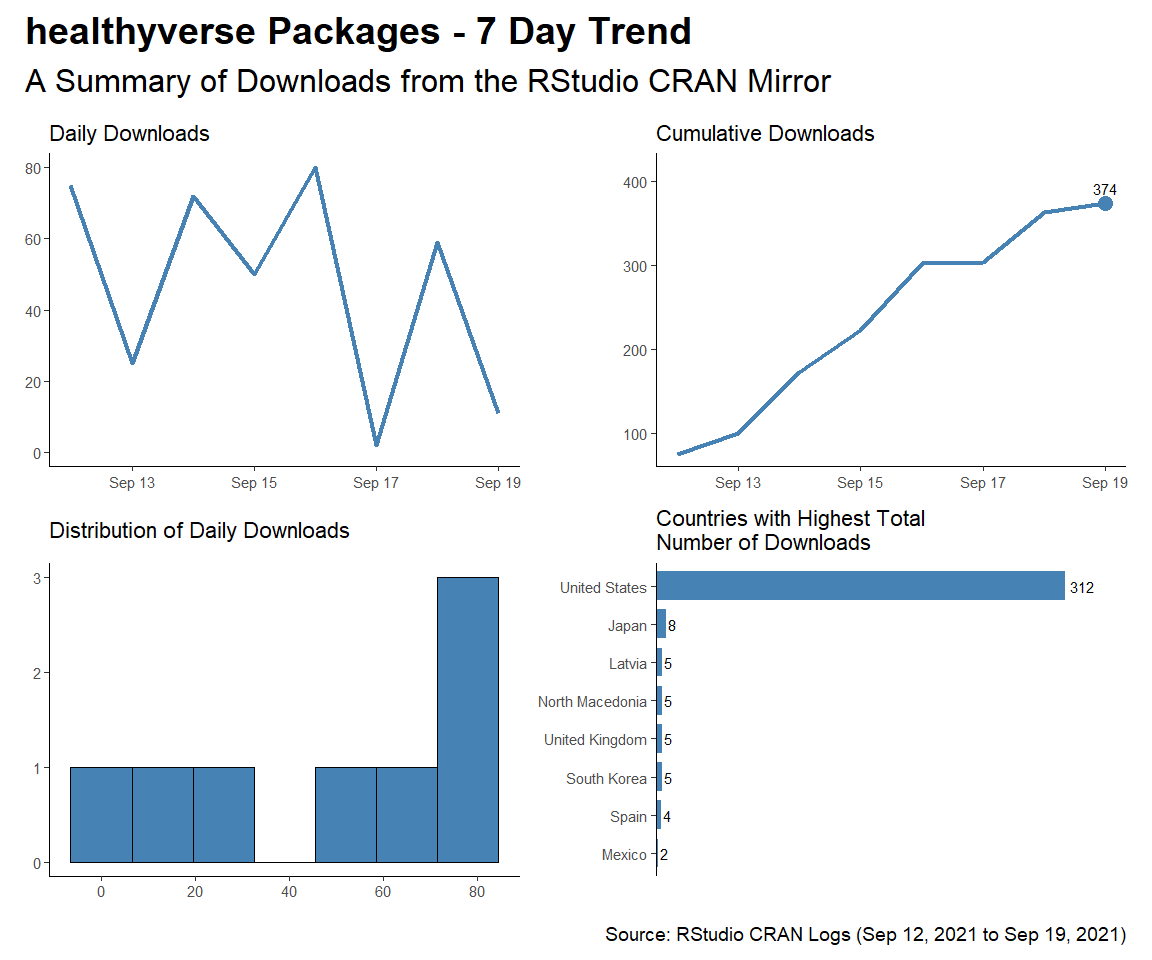 healthyverse Packages - 7 Day Trend
A Summary of Downloads from the RStudio CRAN Mirror
Daily Downloads
80
60
40
20
0
Sep 13 Sep 15 Sep 17 Sep 19
Cumulative Downloads
400
300
200
100
374
Sep 13 Sep 15 Sep 17 Sep 19
Distribution of Daily Downloads
3
2
1
0
0 20 40 60 80
Countries with Highest Total
Number of Downloads
United States 312
Japan 8
Latvia 5
North Macedonia 5
United Kingdom 5
South Korea 5
Spain 4
Mexico 2
Source: RStudio CRAN Logs (Sep 12, 2021 to Sep 19, 2021)